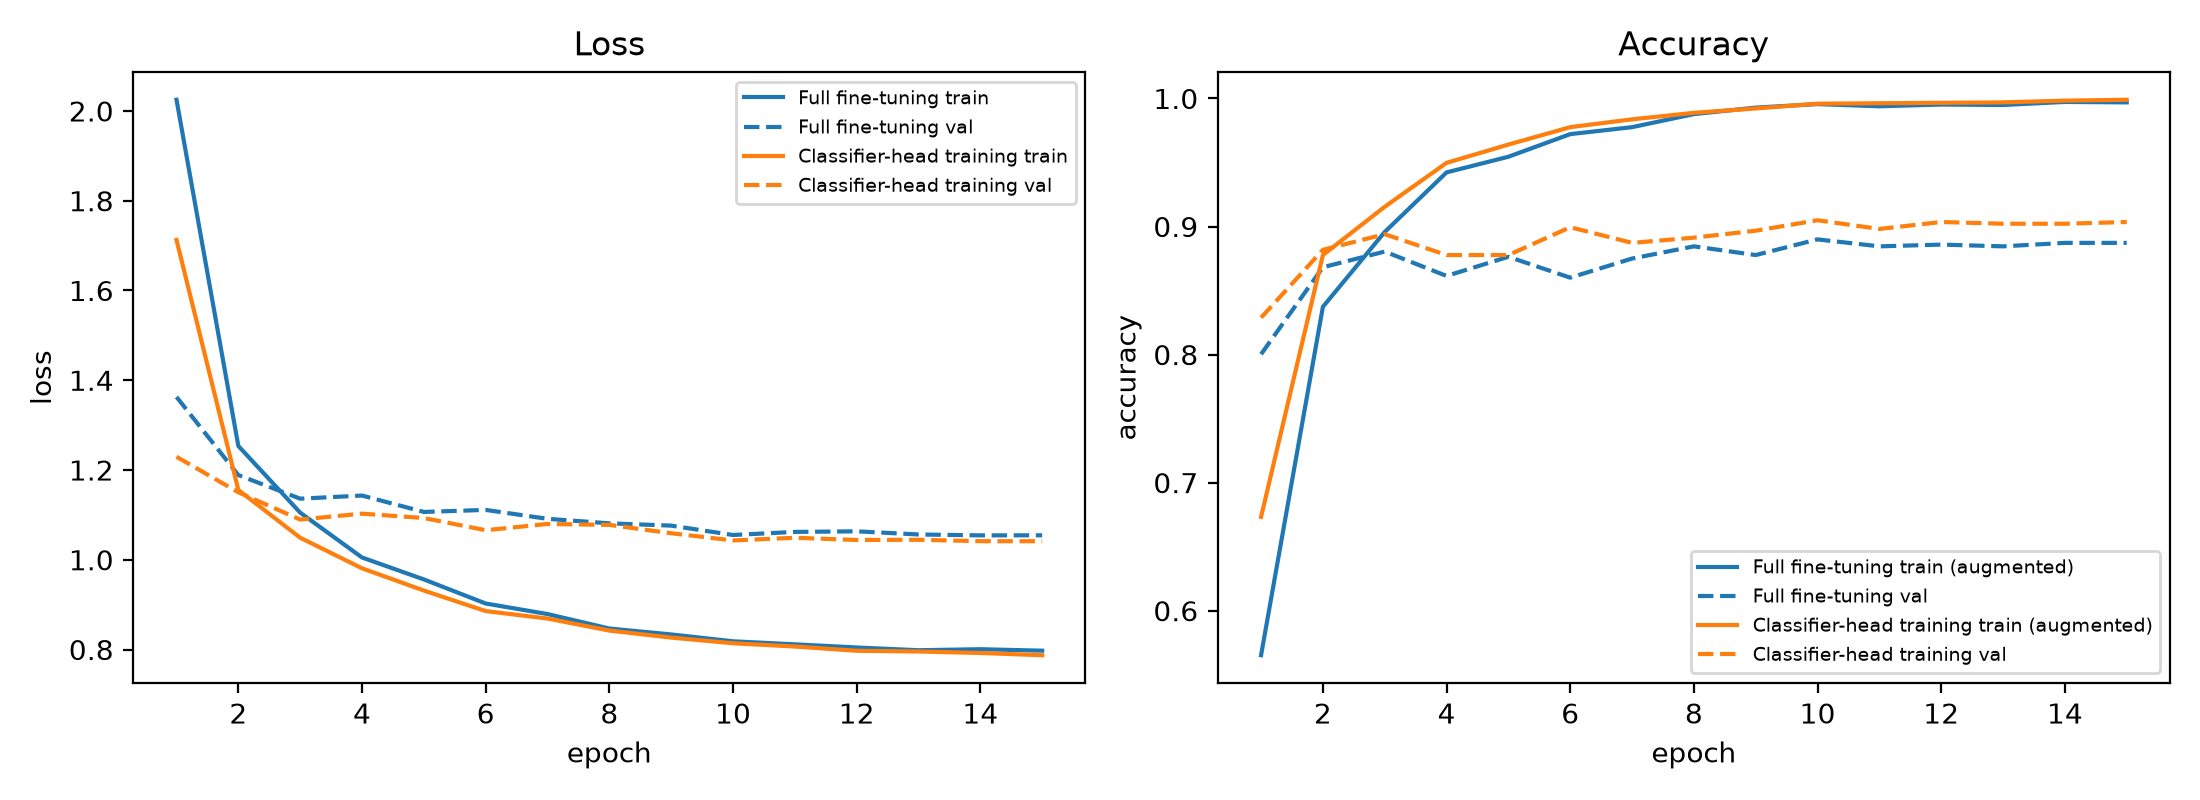 Loss
2.0
1.8
1.6
1.4
1.2
1.0
0.8
loss
2
4
6
8
10
12
14
epoch
Full fine-tuning train
Full fine-tuning val
Classifier-head training train
Classifier-head training val
Accuracy
1.0
0.9
0.8
0.7
0.6
accuracy
2
4
6
8
10
12
14
epoch
Full fine-tuning train (augmented)
Full fine-tuning val
Classifier-head training train (augmented)
Classifier-head training val